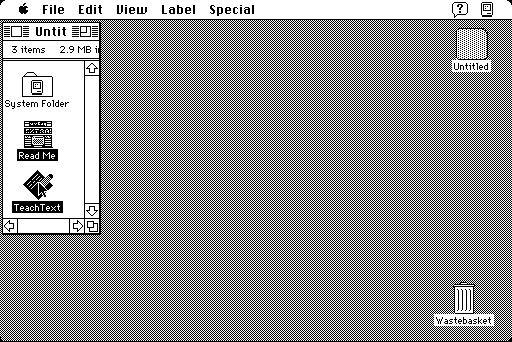 File Edit View Label Special
Untit
3 items 2.9 MB i
System Folder
Read Me
TeachText
Untitled
Wastebasket